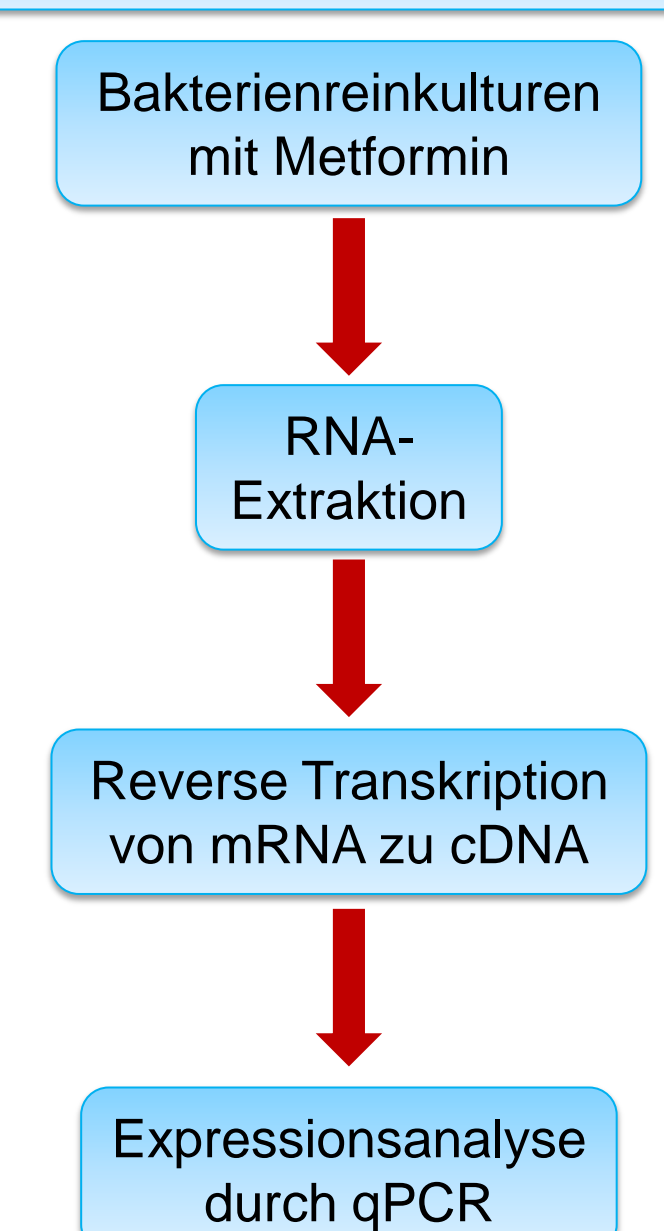 Bakterienreinkulturen
mit Metformin
RNA-
Extraktion
Reverse Transkription
von mRNA zu cDNA
Expressionsanalyse
durch qPCR